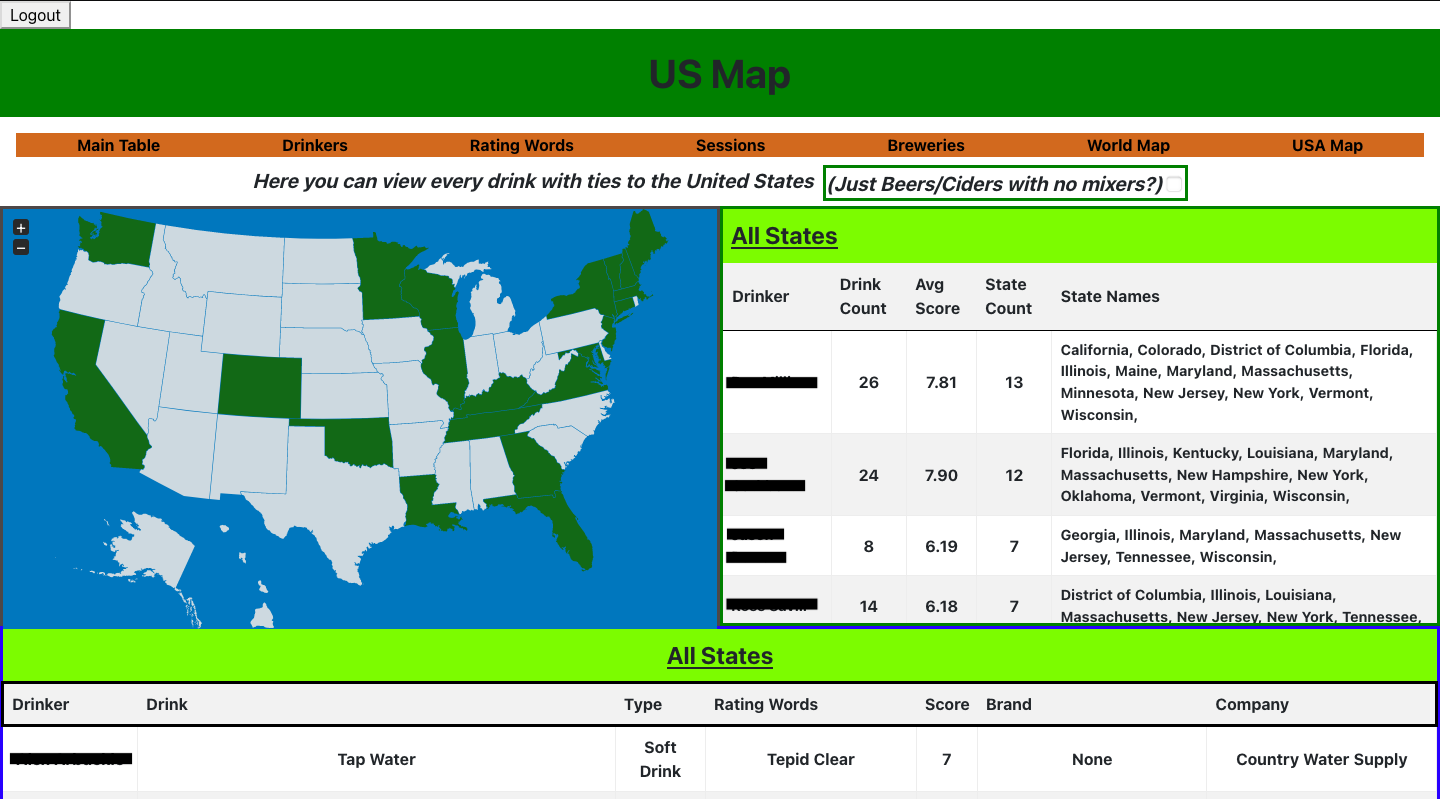 Logout
US Map
Main Table Drinkers Rating Words Sessions Breweries World Map USA Map
Here you can view every drink with ties to the United States (Just Beers/Ciders with no mixers?)
+
−
All States
Drinker Drink Count Avg Score State Count State Names
26 7.81 13 California, Colorado, District of Columbia, Florida,
Illinois, Maine, Maryland, Massachusetts,
Minnesota, New Jersey, New York, Vermont,
Wisconsin,
24 7.90 12 Florida, Illinois, Kentucky, Louisiana, Maryland,
Massachusetts, New Hampshire, New York,
Oklahoma, Vermont, Virginia, Wisconsin,
8 6.19 7 Georgia, Illinois, Maryland, Massachusetts, New
Jersey, Tennessee, Wisconsin,
14 6.18 7 District of Columbia, Illinois, Louisiana,
Massachusetts, New Jersey, New York, Tennessee,
All States
Drinker Drink Type Rating Words Score Brand Company
Tap Water Soft Drink Tepid Clear 7 None Country Water Supply